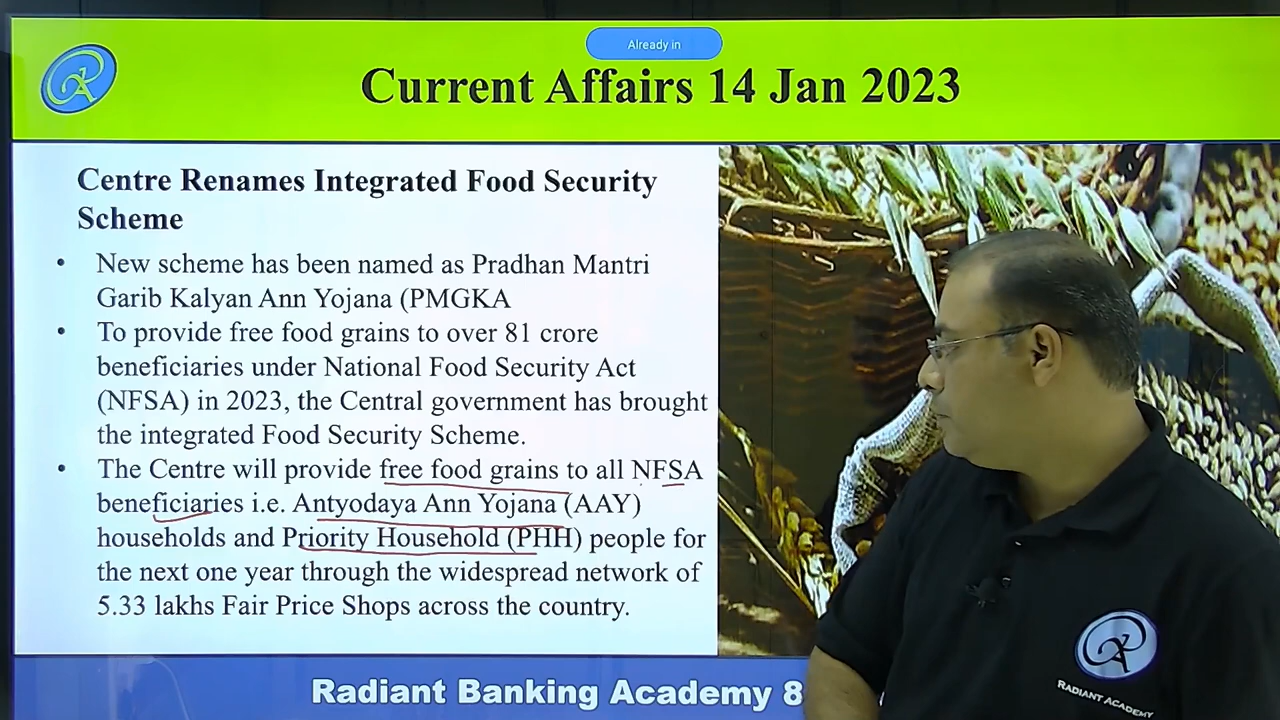 Already in
Current Affairs 14 Jan 2023
Centre Renames Integrated Food Security
Scheme
• New scheme has been named as Pradhan Mantri
Garib Kalyan Ann Yojana (PMGKA
• To provide free food grains to over 81 crore
beneficiaries under National Food Security Act
(NFSA) in 2023, the Central government has brought
the integrated Food Security Scheme.
• The Centre will provide free food grains to all NFSA
beneficiaries i.e. Antyodaya Ann Yojana (AAY)
households and Priority Household (PHH) people for
the next one year through the widespread network of
5.33 lakhs Fair Price Shops across the country.
Radiant Banking Academy 8
RADIANT ACADEMY